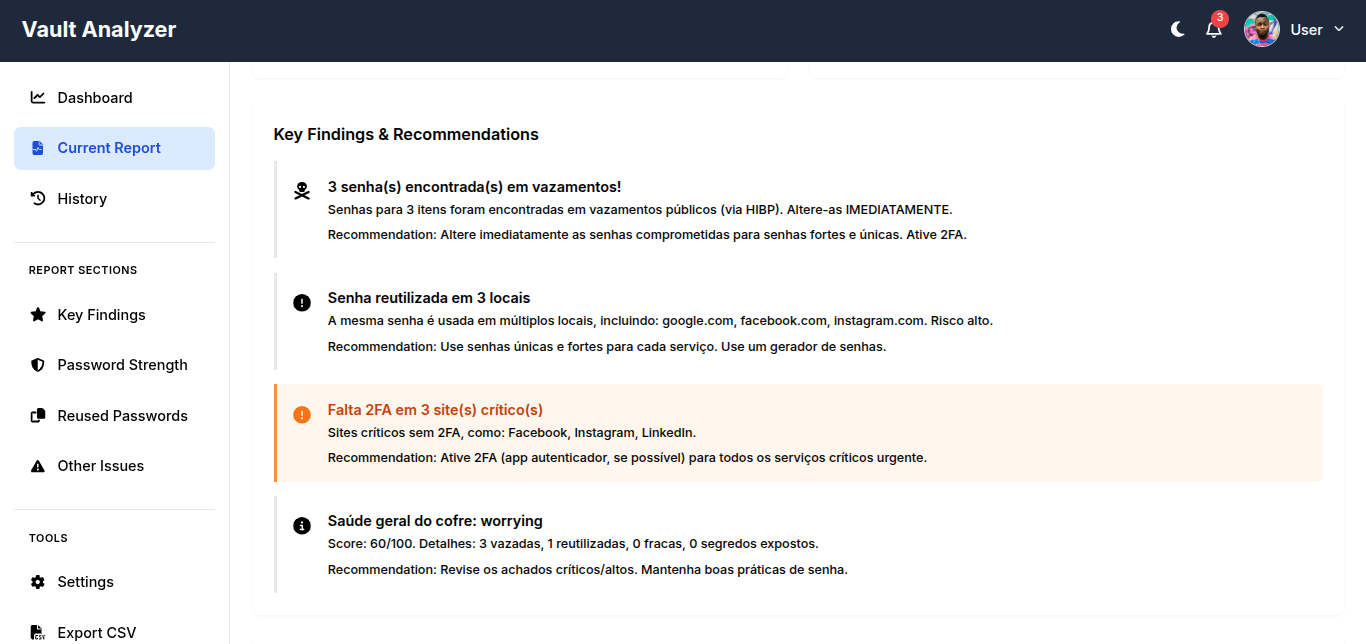 Vault Analyzer
3
User
Dashboard
Current Report
History
REPORT SECTIONS
Key Findings
Password Strength
Reused Passwords
Other Issues
TOOLS
Settings
Export CSV
Key Findings & Recommendations
3 senha(s) encontrada(s) em vazamentos!
Senhas para 3 itens foram encontradas em vazamentos públicos (via HIBP). Altere-as IMEDIATAMENTE.
Recommendation: Altere imediatamente as senhas comprometidas para senhas fortes e únicas. Ative 2FA.
Senha reutilizada em 3 locais
A mesma senha é usada em múltiplos locais, incluindo: google.com, facebook.com, instagram.com. Risco alto.
Recommendation: Use senhas únicas e fortes para cada serviço. Use um gerador de senhas.
Falta 2FA em 3 site(s) crítico(s)
Sites críticos sem 2FA, como: Facebook, Instagram, LinkedIn.
Recommendation: Ative 2FA (app autenticador, se possível) para todos os serviços críticos urgente.
Saúde geral do cofre: worrying
Score: 60/100. Detalhes: 3 vazadas, 1 reutilizadas, 0 fracas, 0 segredos expostos.
Recommendation: Revise os achados críticos/altos. Mantenha boas práticas de senha.